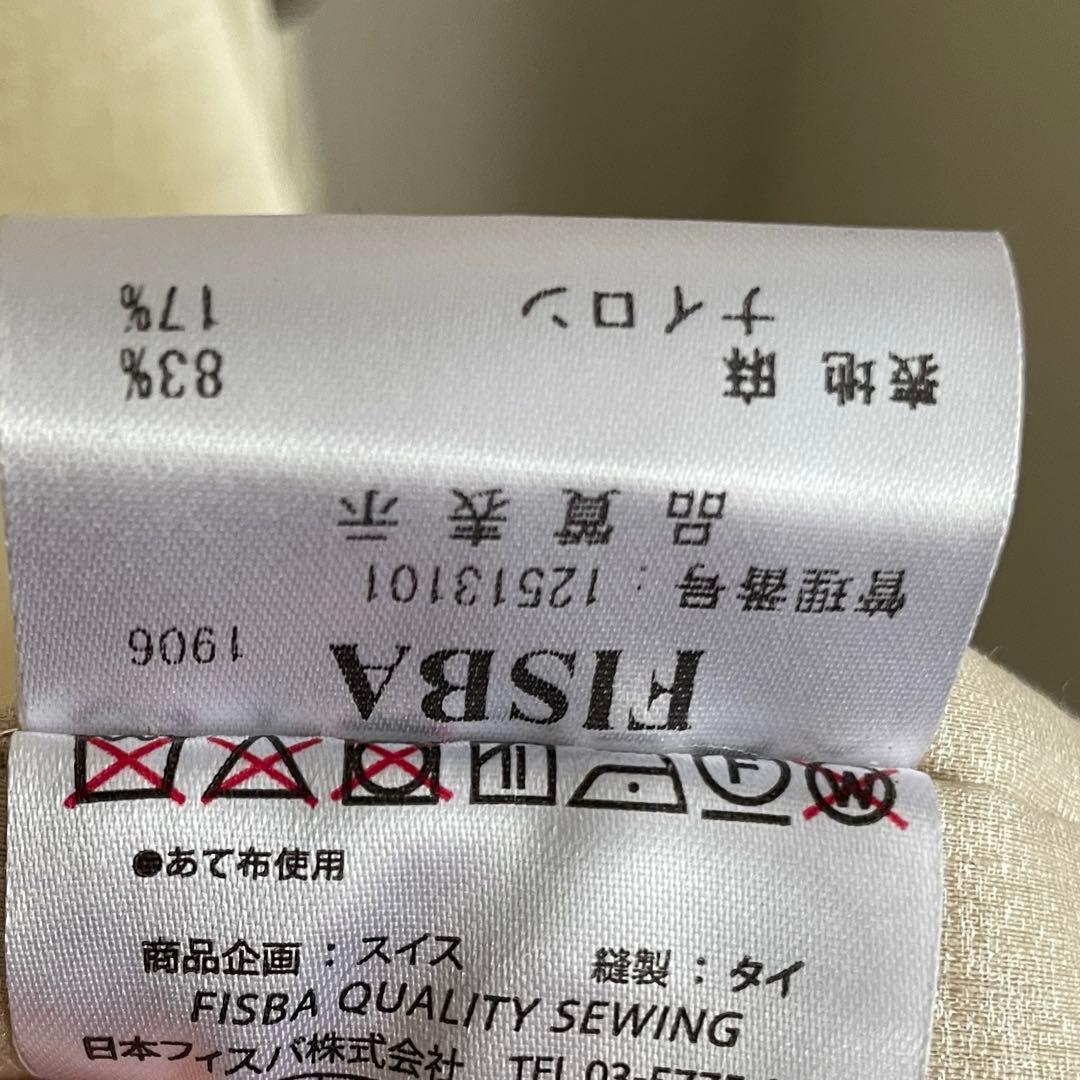 FISBA 1906
管理番号：12513101
品質表示
表地 麻 83%
ナイロン 17%
F W
●あて布使用
商品企画：スイス 縫製：タイ
FISBA QUALITY SEWING
日本フィスバ株式会社 TEL 03-5775